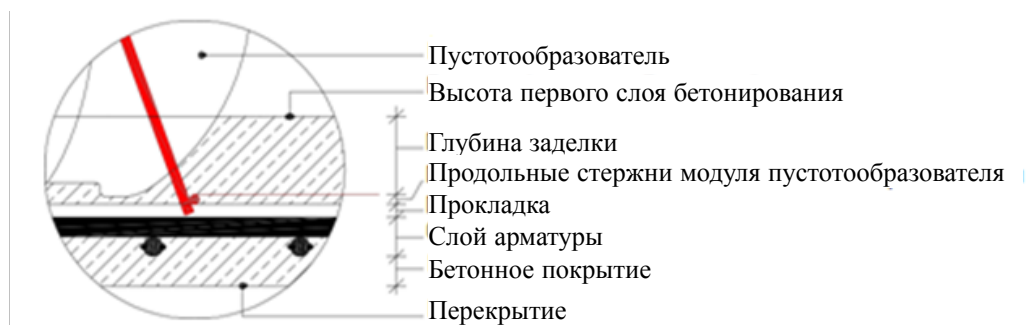 Пустотообразователь
Высота первого слоя бетонирования
Глубина заделки
Продольные стержни модуля пустотообразователя
Прокладка
Слой арматуры
Бетонное покрытие
Перекрытие